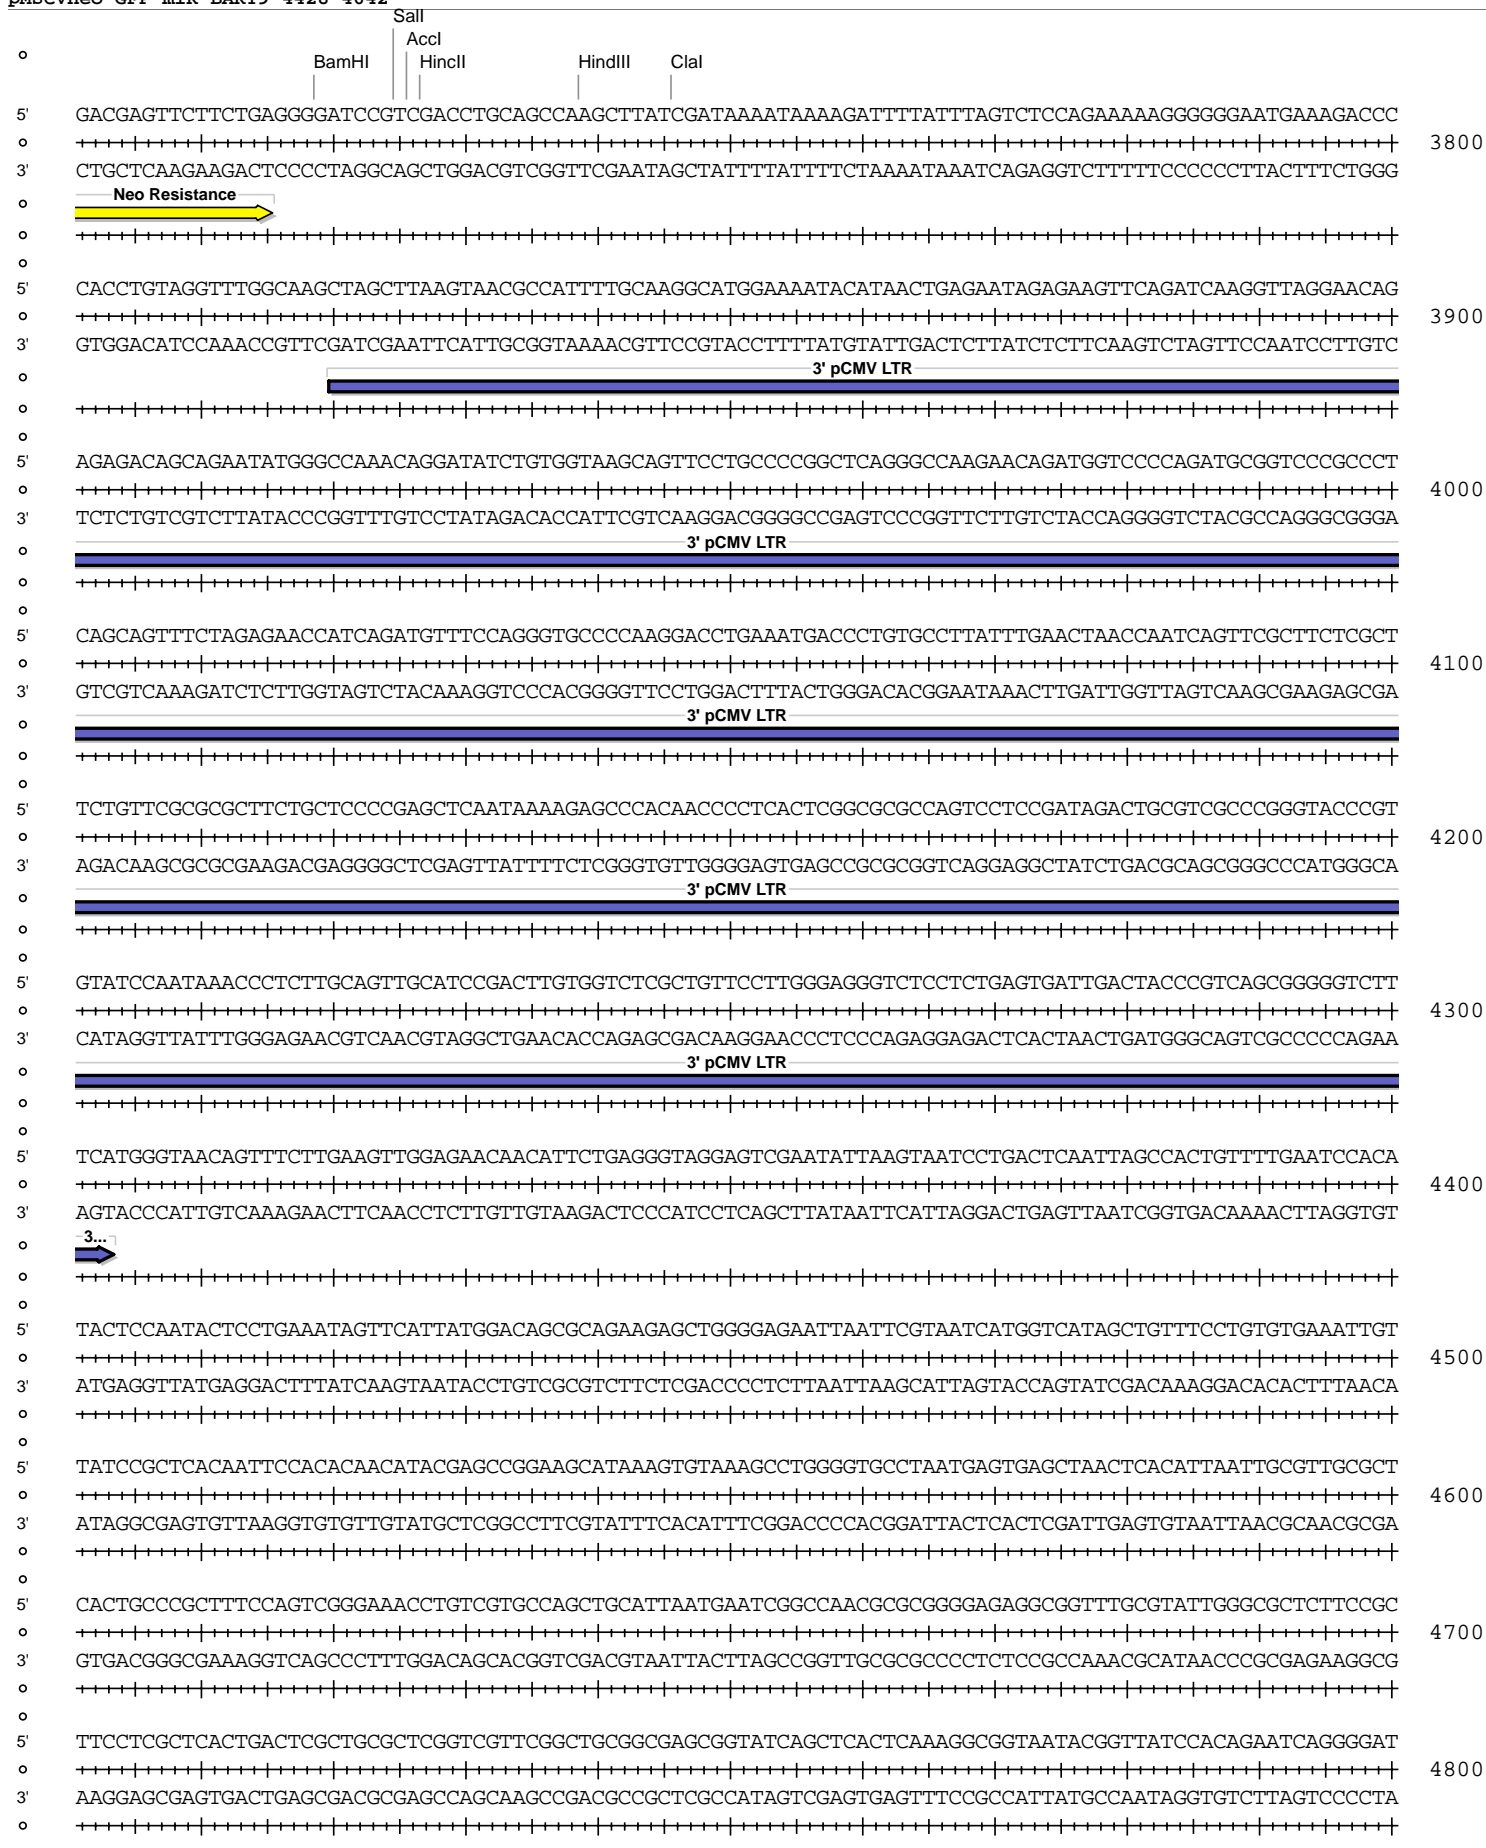 SalI
AccI
BamHI HincII HindIII ClaI
5' GACGAGTTCTTCTGAGGGGATCCGTCGACCTGCAGCCAAGCTTATCGATAAAATAAAAGATTTTATTTAGTCTCCAGAAAAAGGGGGGAATGAAAGACCC
3800
3' CTGCTCAAGAAGACTCCCCTAGGCAGCTGGACGTCGGTTCGAATAGCTATTTTATTTTCTAAAATAAATCAGAGGTCTTTTTCCCCCCTTACTTTCTGGG
Neo Resistance
5' CACCTGTAGGTTTGGCAAGCTAGCTTAAGTAACGCCATTTTGCAAGGCATGGAAAATACATAACTGAGAATAGAGAAGTTCAGATCAAGGTTAGGAACAG
3900
3' GTGGACATCCAAACCGTTCGATCGAATTCATTGCGGTAAAACGTTCCGTACCTTTTATGTATTGACTCTTATCTCTTCAAGTCTAGTTCCAATCCTTGTC
3' pCMV LTR
5' AGAGACAGCAGAATATGGGCCAAACAGGATATCTGTGGTAAGCAGTTCCTGCCCCGGCTCAGGGCCAAGAACAGATGGTCCCCAGATGCGGTCCCGCCCT
4000
3' TCTCTGTCGTCTTATACCCGGTTTGTCCTATAGACACCATTCGTCAAGGACGGGGCCGAGTCCCGGTTCTTGTCTACCAGGGGTCTACGCCAGGGCGGGA
3' pCMV LTR
5' CAGCAGTTTCTAGAGAACCATCAGATGTTTCCAGGGTGCCCCAAGGACCTGAAATGACCCTGTGCCTTATTTGAACTAACCAATCAGTTCGCTTCTCGCT
4100
3' GTCGTCAAAGATCTCTTGGTAGTCTACAAAGGTCCCACGGGGTTCCTGGACTTTACTGGGACACGGAATAAACTTGATTGGTTAGTCAAGCGAAGAGCGA
3' pCMV LTR
5' TCTGTTCGCGCGCTTCTGCTCCCCGAGCTCAATAAAAGAGCCCACAACCCCTCACTCGGCGCGCCAGTCCTCCGATAGACTGCGTCGCCCGGGTACCCGT
4200
3' AGACAAGCGCGCGAAGACGAGGGGCTCGAGTTATTTTCTCGGGTGTTGGGGAGTGAGCCGCGCGGTCAGGAGGCTATCTGACGCAGCGGGCCCATGGGCA
3' pCMV LTR
5' GTATCCAATAAACCCTCTTGCAGTTGCATCCGACTTGTGGTCTCGCTGTTCCTTGGGAGGGTCTCCTCTGAGTGATTGACTACCCGTCAGCGGGGGTCTT
4300
3' CATAGGTTATTTGGGAGAACGTCAACGTAGGCTGAACACCAGAGCGACAAGGAACCCTCCCAGAGGAGACTCACTAACTGATGGGCAGTCGCCCCCAGAA
3' pCMV LTR
5' TCATGGGTAACAGTTTCTTGAAGTTGGAGAACAACATTCTGAGGGTAGGAGTCGAATATTAAGTAATCCTGACTCAATTAGCCACTGTTTTGAATCCACA
4400
3' AGTACCCATTGTCAAAGAACTTCAACCTCTTGTTGTAAGACTCCCATCCTCAGCTTATAATTCATTAGGACTGAGTTAATCGGTGACAAAACTTAGGTGT
3...
5' TACTCCAATACTCCTGAAATAGTTCATTATGGACAGCGCAGAAGAGCTGGGGAGAATTAATTCGTAATCATGGTCATAGCTGTTTCCTGTGTGAAATTGT
4500
3' ATGAGGTTATGAGGACTTTATCAAGTAATACCTGTCGCGTCTTCTCGACCCCTCTTAATTAAGCATTAGTACCAGTATCGACAAAGGACACACTTTAACA
5' TATCCGCTCACAATTCCACACAACATACGAGCCGGAAGCATAAAGTGTAAAGCCTGGGGTGCCTAATGAGTGAGCTAACTCACATTAATTGCGTTGCGCT
4600
3' ATAGGCGAGTGTTAAGGTGTGTTGTATGCTCGGCCTTCGTATTTCACATTTCGGACCCCACGGATTACTCACTCGATTGAGTGTAATTAACGCAACGCGA
5' CACTGCCCGCTTTCCAGTCGGGAAACCTGTCGTGCCAGCTGCATTAATGAATCGGCCAACGCGCGGGGAGAGGCGGTTTGCGTATTGGGCGCTCTTCCGC
4700
3' GTGACGGGCGAAAGGTCAGCCCTTTGGACAGCACGGTCGACGTAATTACTTAGCCGGTTGCGCGCCCCTCTCCGCCAAACGCATAACCCGCGAGAAGGCG
5' TTCCTCGCTCACTGACTCGCTGCGCTCGGTCGTTCGGCTGCGGCGAGCGGTATCAGCTCACTCAAAGGCGGTAATACGGTTATCCACAGAATCAGGGGAT
4800
3' AAGGAGCGAGTGACTGAGCGACGCGAGCCAGCAAGCCGACGCCGCTCGCCATAGTCGAGTGAGTTTCCGCCATTATGCCAATAGGTGTCTTAGTCCCCTA